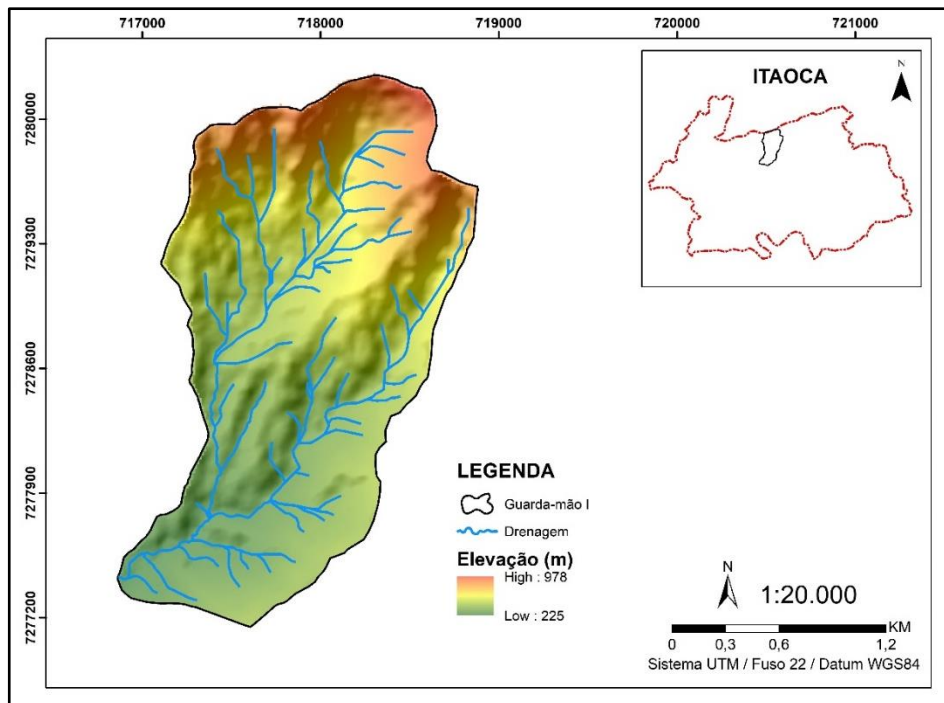 717000 718000 719000 720000 721000
7280000
7279300
7278600
7277900
7277200
ITAOCA
N
LEGENDA
Guarda-mão I
Drenagem
Elevação (m)
High : 978
Low : 225
N
1:20.000
KM
0 0,3 0,6 1,2
Sistema UTM / Fuso 22 / Datum WGS84